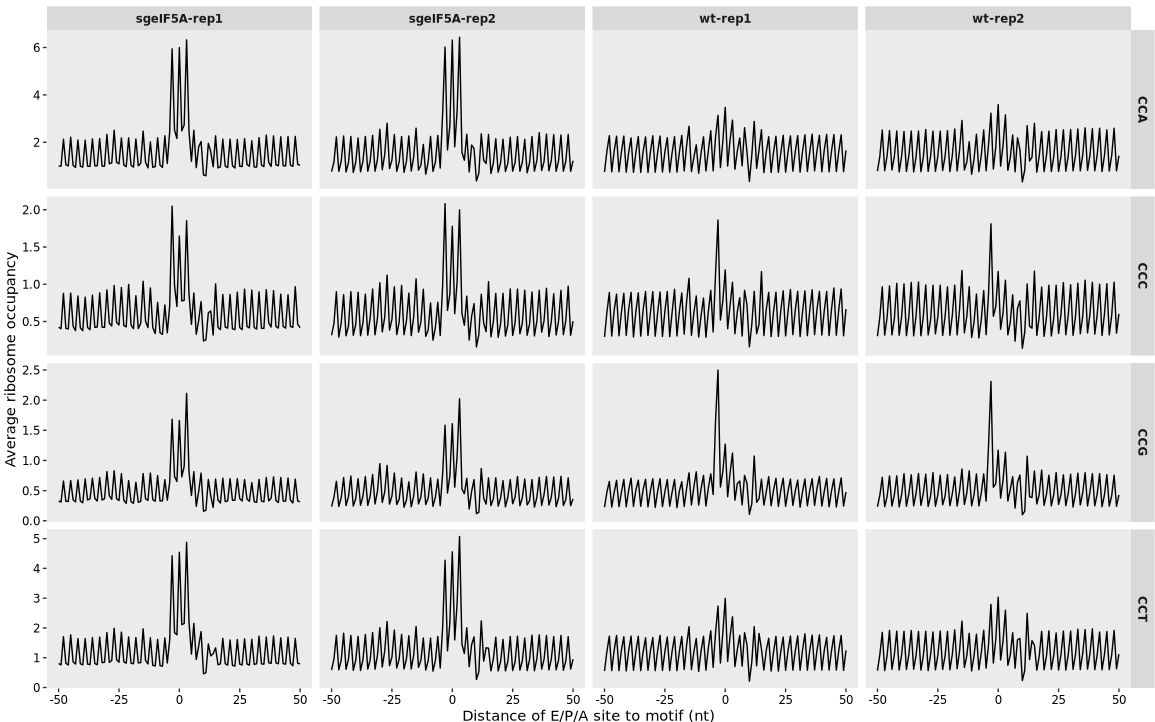 sgeIF5A-rep1
sgeIF5A-rep2
wt-rep1
wt-rep2
Average ribosome occupancy
6
4
2
CCA
2.0
1.5
1.0
0.5
CCC
2.5
2.0
1.5
1.0
0.5
0.0
CCG
5
4
3
2
1
0
CCT
-50 -25 0 25 50
-50 -25 0 25 50
-50 -25 0 25 50
-50 -25 0 25 50
Distance of E/P/A site to motif (nt)